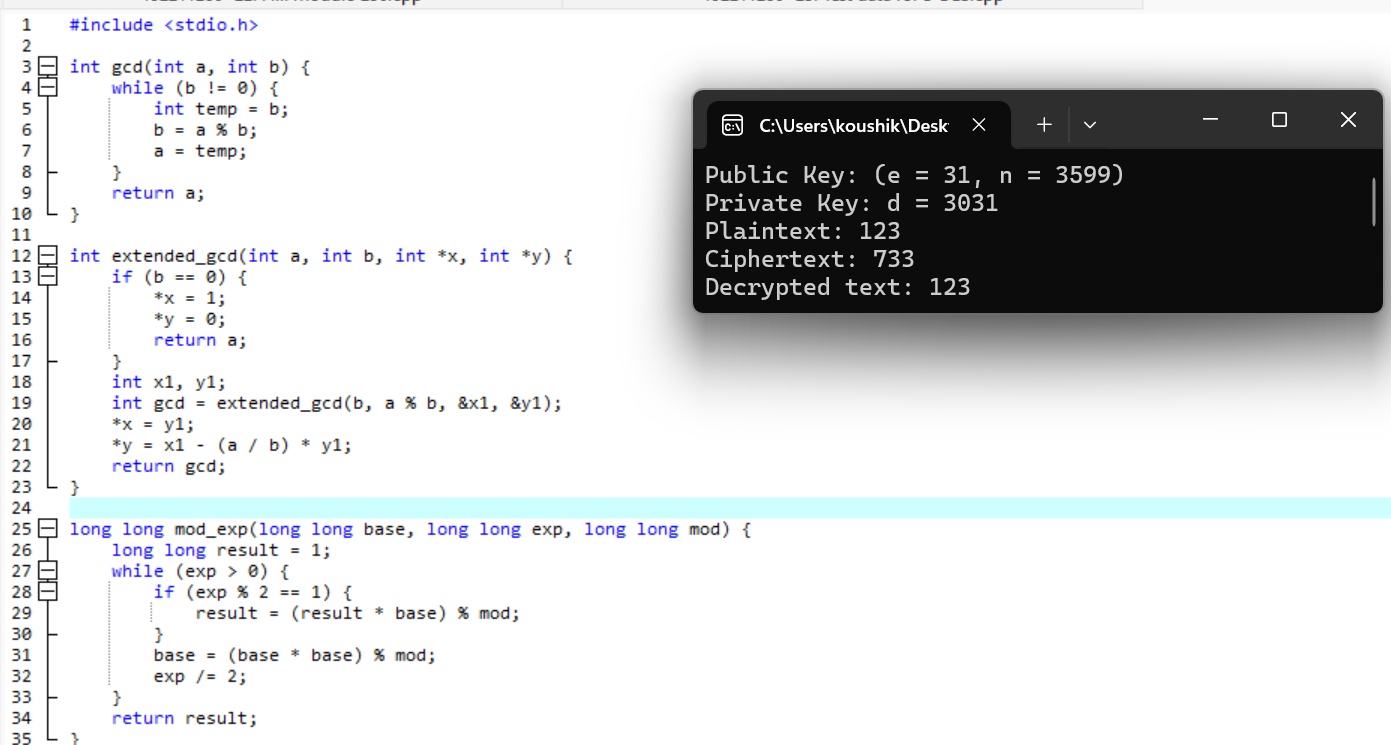 1 #include <stdio.h>
2
3 int gcd(int a, int b) {
4     while (b != 0) {
5         int temp = b;
6         b = a % b;
7         a = temp;
8     }
9     return a;
10 }
11
12 int extended_gcd(int a, int b, int *x, int *y) {
13     if (b == 0) {
14         *x = 1;
15         *y = 0;
16         return a;
17     }
18     int x1, y1;
19     int gcd = extended_gcd(b, a % b, &x1, &y1);
20     *x = y1;
21     *y = x1 - (a / b) * y1;
22     return gcd;
23 }
24
25 long long mod_exp(long long base, long long exp, long long mod) {
26     long long result = 1;
27     while (exp > 0) {
28         if (exp % 2 == 1) {
29             result = (result * base) % mod;
30         }
31         base = (base * base) % mod;
32         exp /= 2;
33     }
34     return result;
35 }
C:\Users\koushik\Desk
Public Key: (e = 31, n = 3599)
Private Key: d = 3031
Plaintext: 123
Ciphertext: 733
Decrypted text: 123